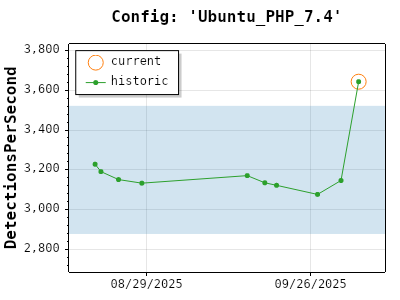 Config: 'Ubuntu_PHP_7.4'
current
historic
DetectionsPerSecond
3,800
3,600
3,400
3,200
3,000
2,800
08/29/2025
09/26/2025